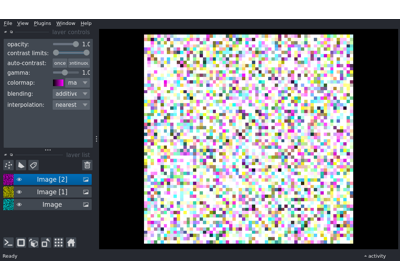 File View Plugins Window Help
layer controls
opacity: 1.0
contrast limits:
auto-contrast: once
gamma: 1.0
colormap: ma
blending: additive
interpolation: nearest
layer list
Image [2]
Image [1]
Image
Ready activity